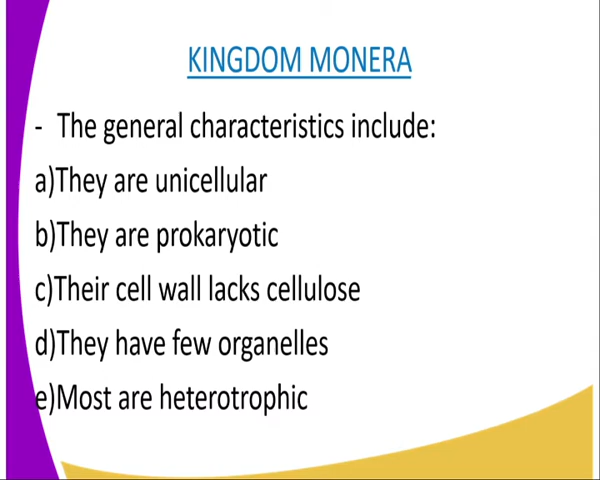 KINGDOM MONERA
- The general characteristics include:
a)They are unicellular
b)They are prokaryotic
c)Their cell wall lacks cellulose
d)They have few organelles
e)Most are heterotrophic